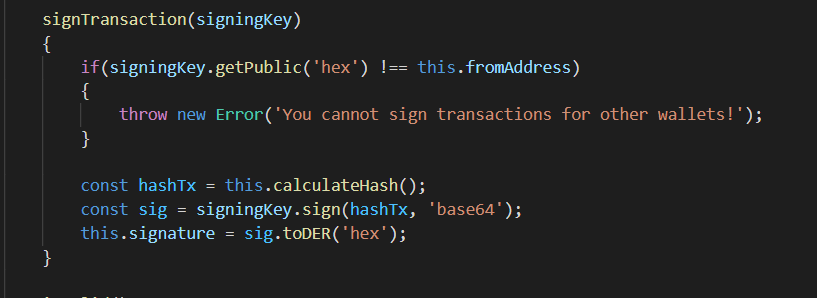 signTransaction(signingKey)
{
if(signingKey.getPublic('hex') !== this.fromAddress)
{
throw new Error('You cannot sign transactions for other wallets!');
}
const hashTx = this.calculateHash();
const sig = signingKey.sign(hashTx, 'base64');
this.signature = sig.toDER('hex');
}